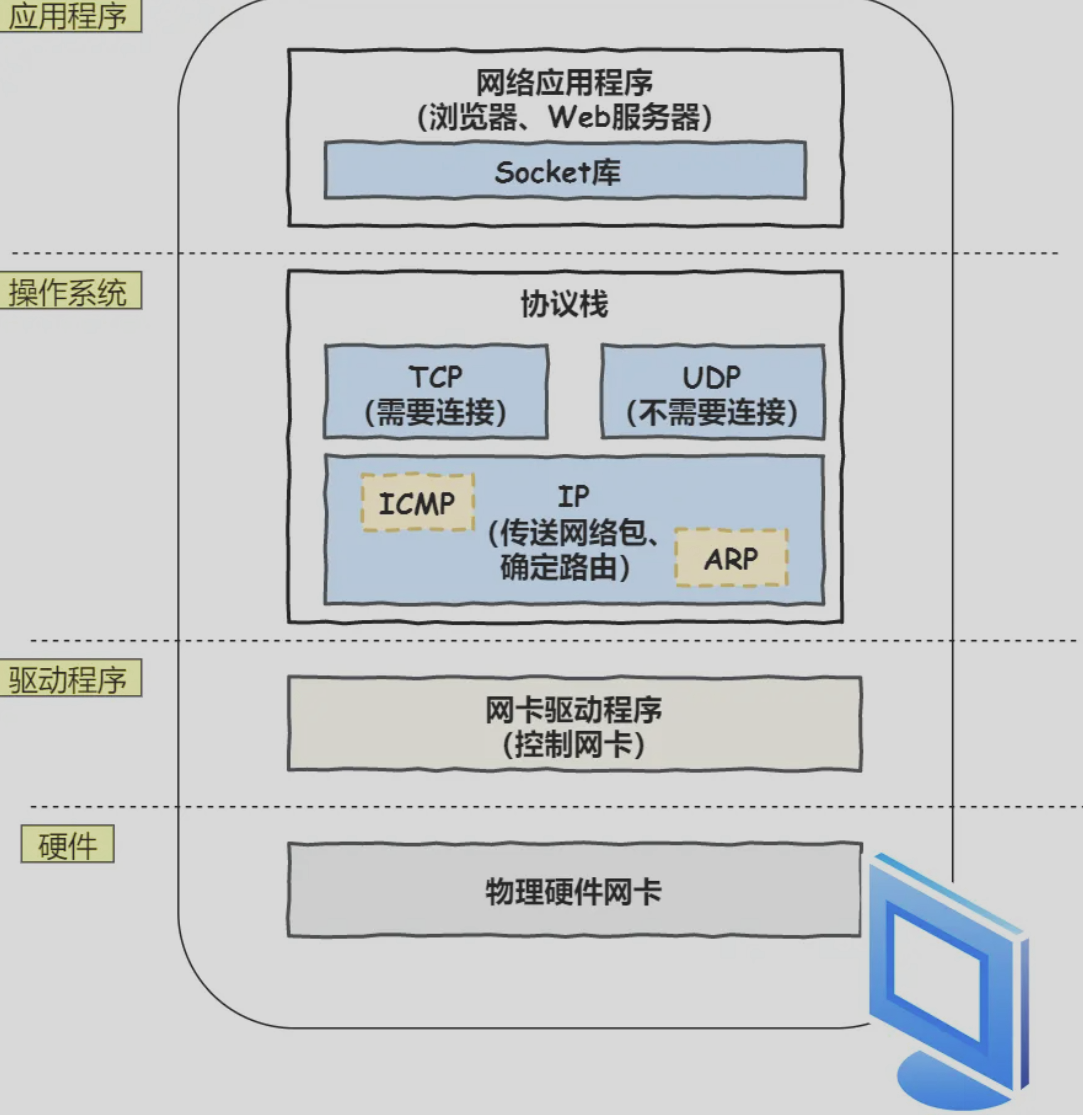 应用程序
网络应用程序
(浏览器、Web服务器)
Socket库
操作系统
协议栈
TCP
(需要连接)
UDP
(不需要连接)
ICMP
IP
(传送网络包、
确定路由)
ARP
驱动程序
网卡驱动程序
(控制网卡)
硬件
物理硬件网卡